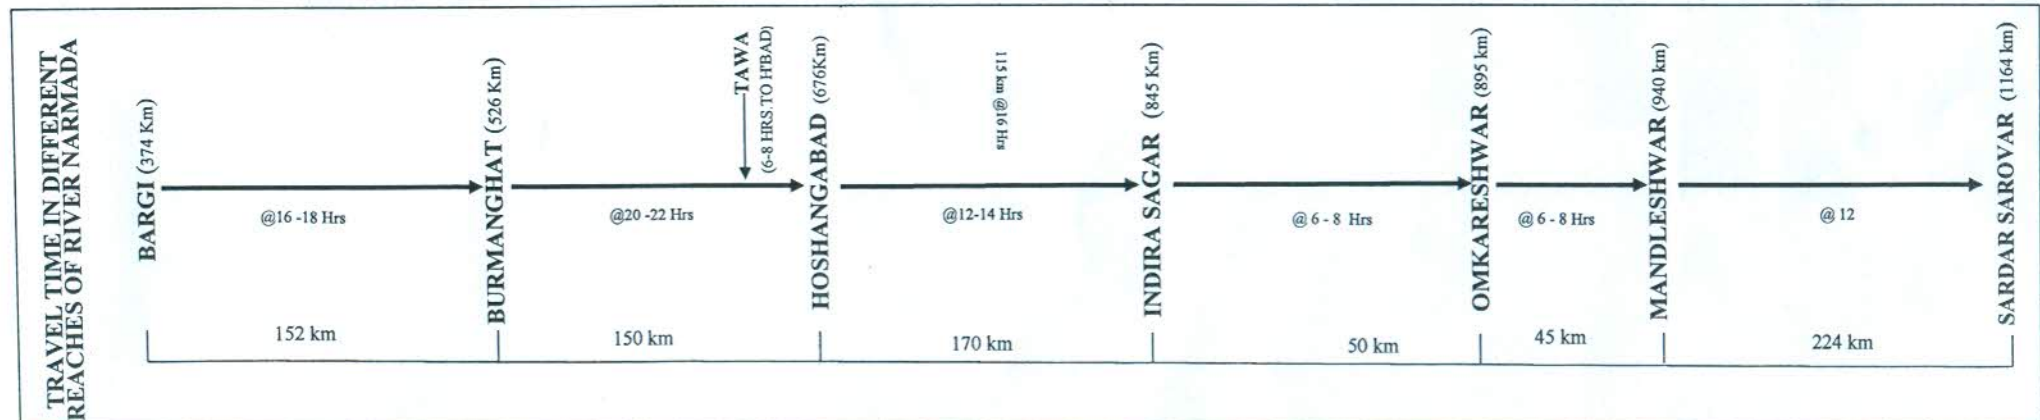 TRAVEL TIME IN DIFFERENT
REACHES OF RIVER NARMADA
BARGI (374 Km)
@16 -18 Hrs
152 km
BURMANGHAT (526 Km)
@20 -22 Hrs
150 km
TAWA
(6-8 HRS.TO H'BAD)
HOSHANGABAD (676Km)
115 km @16 Hrs
@12-14 Hrs
170 km
INDIRA SAGAR (845 Km)
@ 6 - 8 Hrs
50 km
OMKARESHWAR (895 km)
@ 6 - 8 Hrs
45 km
MANDLESHWAR (940 km)
@ 12
224 km
SARDAR SAROVAR (1164 km)